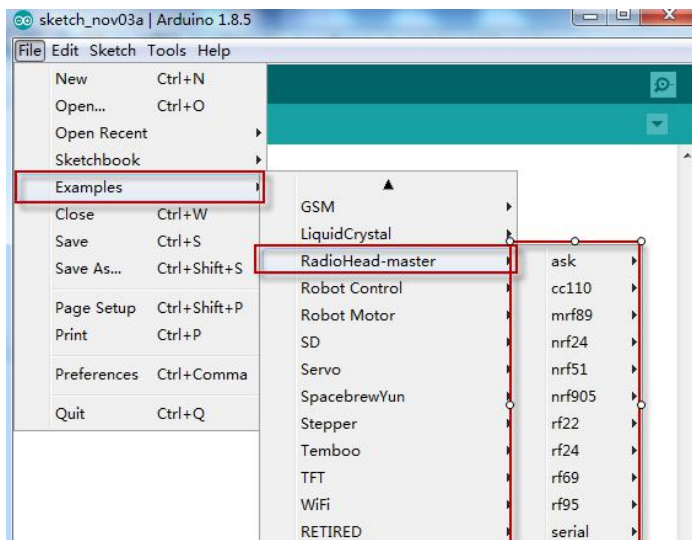 sketch_nov03a | Arduino 1.8.5
File Edit Sketch Tools Help
New Ctrl+N
Open... Ctrl+O
Open Recent
Sketchbook
Examples
Close Ctrl+W
Save Ctrl+S
Save As... Ctrl+Shift+S
Page Setup Ctrl+Shift+P
Print Ctrl+P
Preferences Ctrl+Comma
Quit Ctrl+Q
GSM
LiquidCrystal
RadioHead-master
Robot Control
Robot Motor
SD
Servo
SpacebrewYun
Stepper
Temboo
TFT
WiFi
RETIRED
ask
cc110
mrf89
nrf24
nrf51
nrf905
rf22
rf24
rf69
rf95
serial